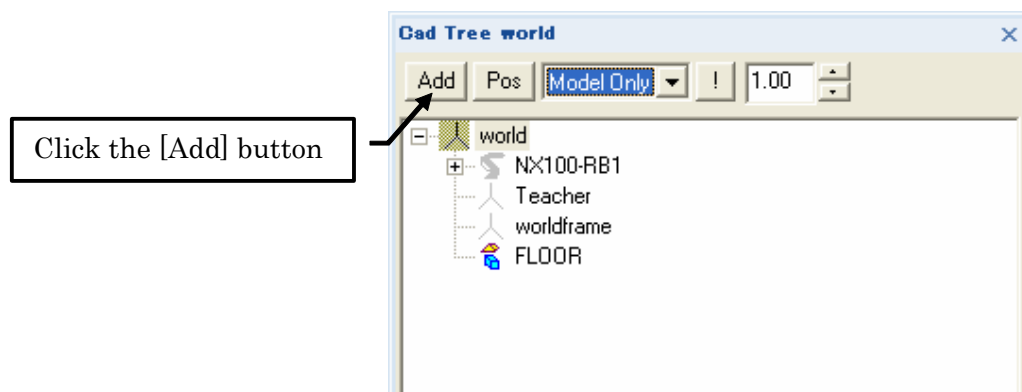 Cad Tree world
Add Pos Model Only ! 1.00
Click the [Add] button
world
NX100-RB1
Teacher
worldframe
FLOOR